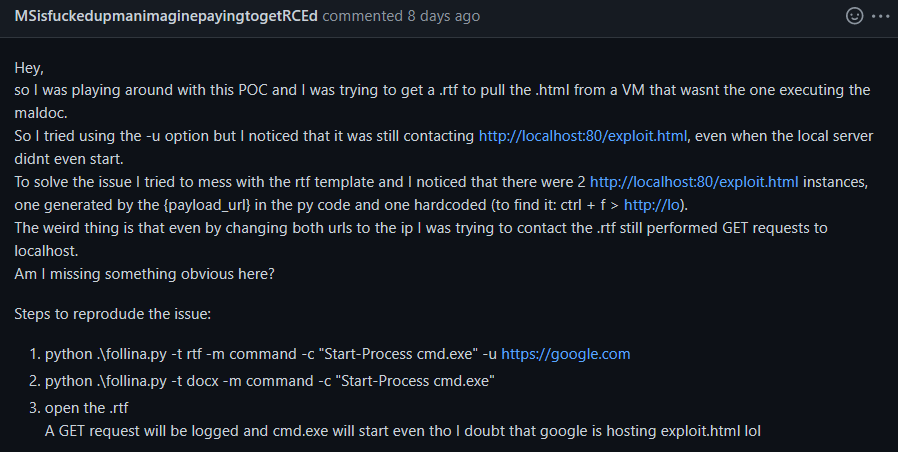 MSisfuckedupmanimaginepayingtogetRCEd commented 8 days ago
Hey,
so I was playing around with this POC and I was trying to get a .rtf to pull the .html from a VM that wasnt the one executing the
maldoc.
So I tried using the -u option but I noticed that it was still contacting http://localhost:80/exploit.html, even when the local server
didnt even start.
To solve the issue I tried to mess with the rtf template and I noticed that there were 2 http://localhost:80/exploit.html instances,
one generated by the {payload_url} in the py code and one hardcoded (to find it: ctrl + f > http://lo).
The weird thing is that even by changing both urls to the ip I was trying to contact the .rtf still performed GET requests to
localhost.
Am I missing something obvious here?
Steps to reprodude the issue:
1. python .\follina.py -t rtf -m command -c "Start-Process cmd.exe" -u https://google.com
2. python .\follina.py -t docx -m command -c "Start-Process cmd.exe"
3. open the .rtf
A GET request will be logged and cmd.exe will start even tho I doubt that google is hosting exploit.html lol